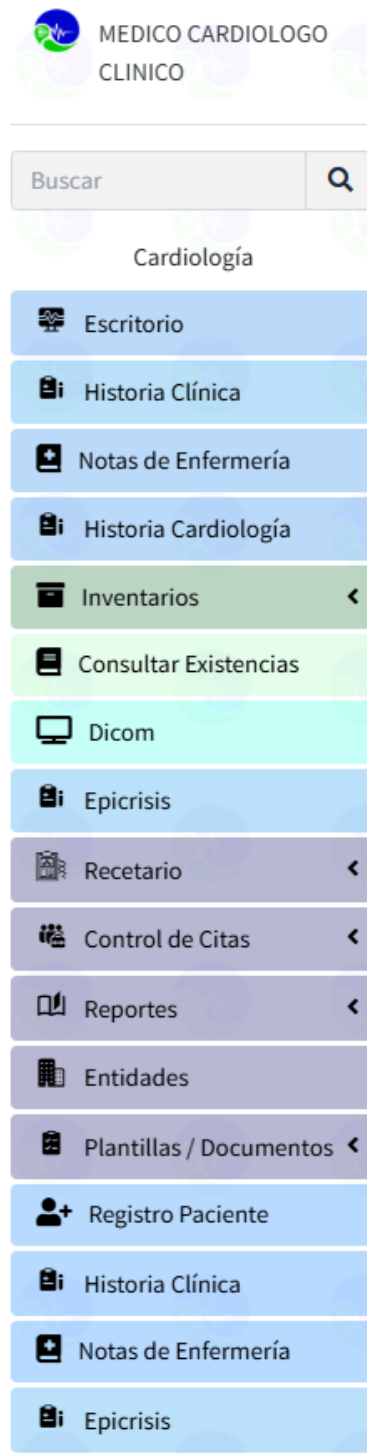 MEDICO CARDIOLOGO
CLINICO
Buscar
Cardiología
Escritorio
Historia Clínica
Notas de Enfermería
Historia Cardiología
Inventarios
Consultar Existencias
Dicom
Epicrisis
Recetario
Control de Citas
Reportes
Entidades
Plantillas / Documentos
Registro Paciente
Historia Clínica
Notas de Enfermería
Epicrisis